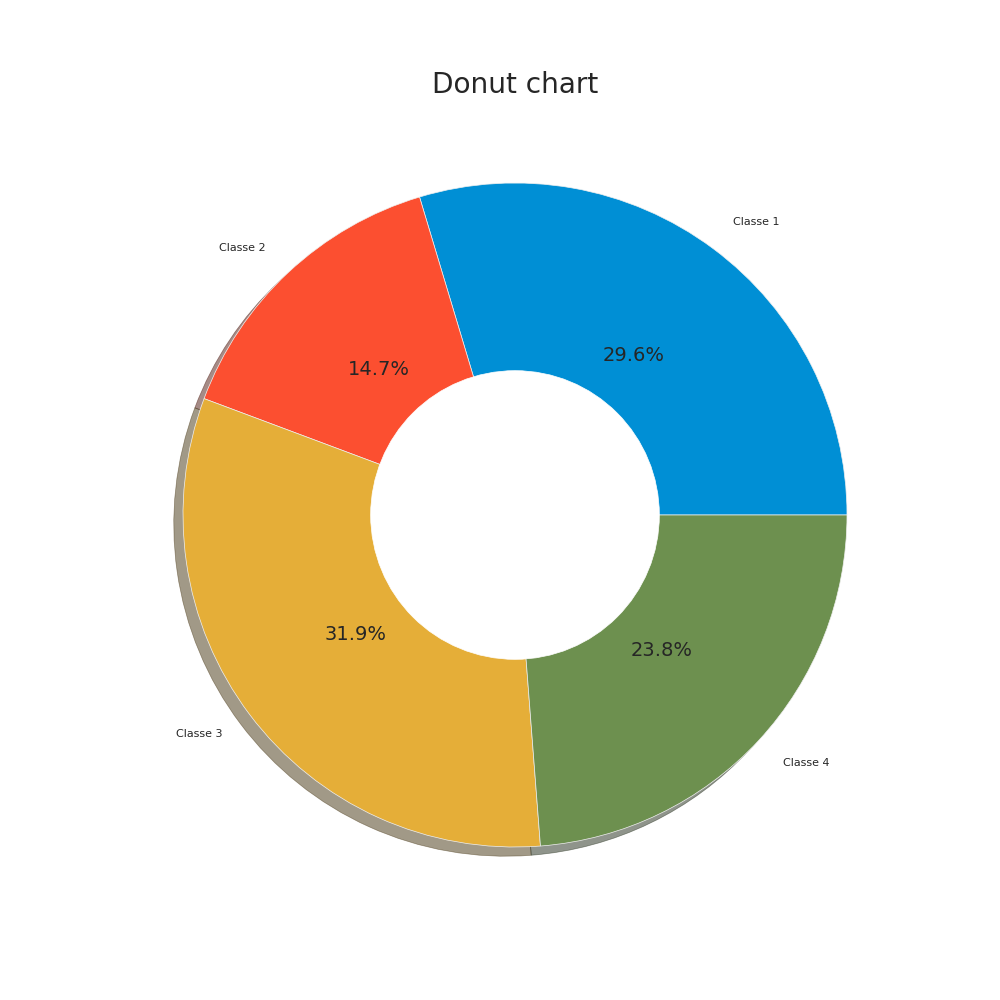 Donut chart
Classe 1
Classe 2
29.6%
14.7%
31.9%
23.8%
Classe 3
Classe 4